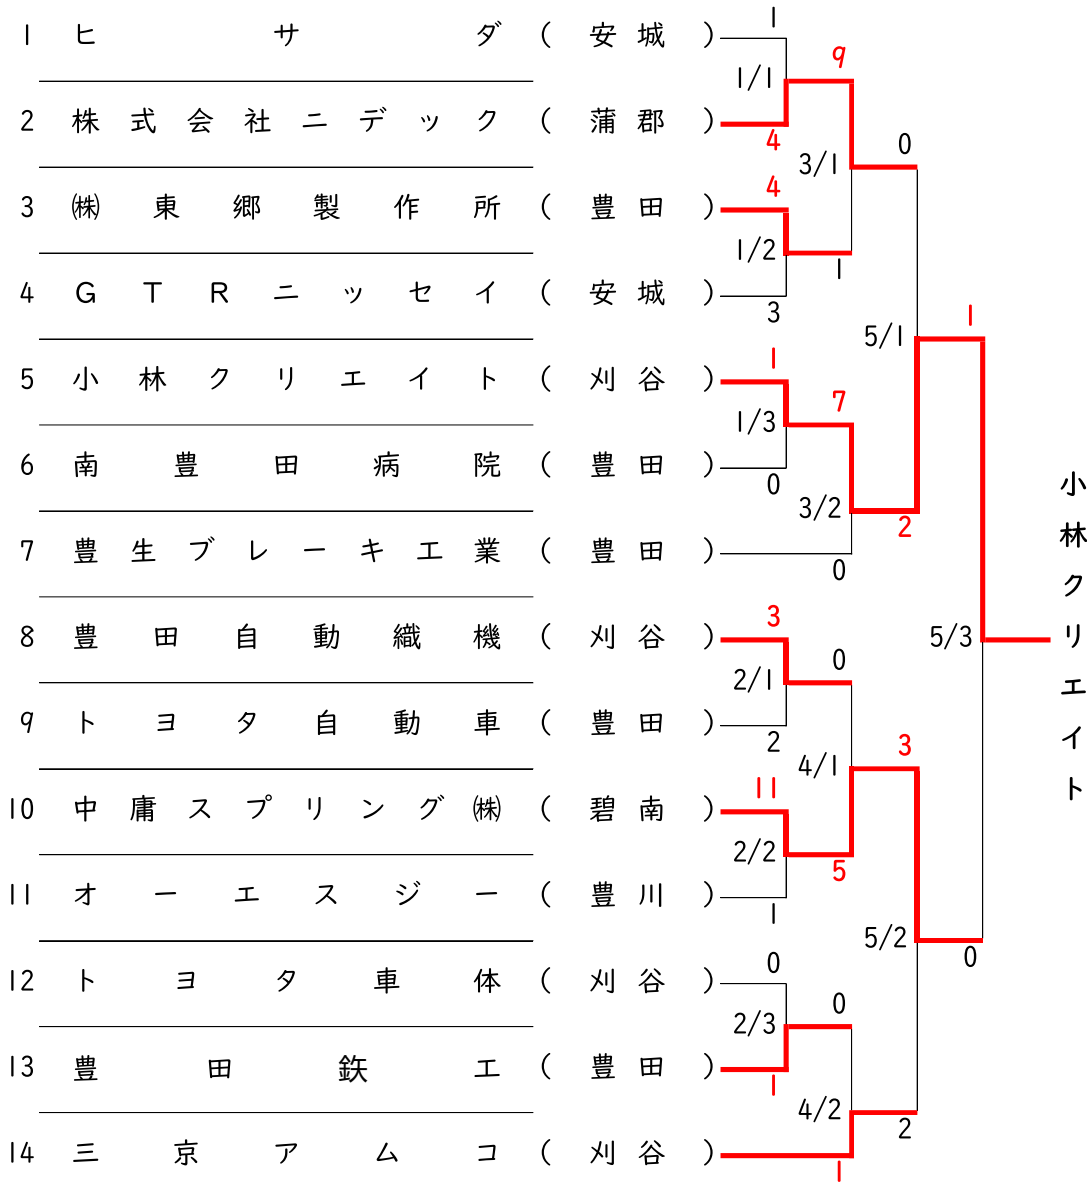 1 ヒサダ (安城) 1
1/1 9
2 株式会社ニデック (蒲郡) 4
3/1 0
3 ㈱東郷製作所 (豊田) 4
1/2 1
4 GTRニッセイ (安城) 3
5/1 1
5 小林クリエイト (刈谷) 1
1/3 7
6 南豊田病院 (豊田) 0
3/2 2
7 豊生ブレーキ工業 (豊田) 0
8 豊田自動織機 (刈谷) 3
5/3 小林クリエイト
2/1 0
9 トヨタ自動車 (豊田) 2
4/1 3
10 中庸スプリング㈱ (碧南) 11
2/2 5
11 オーエスジー (豊川) 1
5/2 0
12 トヨタ車体 (刈谷) 0
2/3 0
13 豊田鉄工 (豊田) 1
4/2 2
14 三京アムコ (刈谷) 1